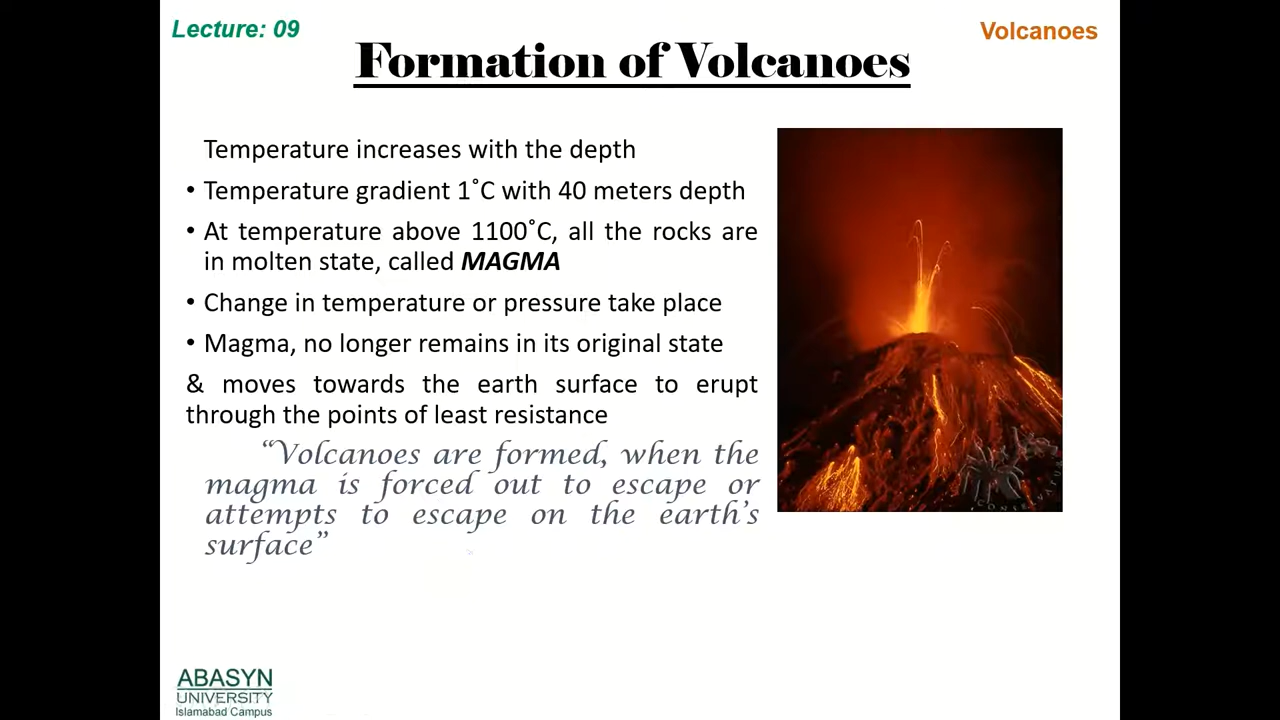 Lecture: 09
Volcanoes
Formation of Volcanoes
Temperature increases with the depth
• Temperature gradient 1˚C with 40 meters depth
• At temperature above 1100˚C, all the rocks are
in molten state, called MAGMA
• Change in temperature or pressure take place
• Magma, no longer remains in its original state
& moves towards the earth surface to erupt
through the points of least resistance
“Volcanoes are formed, when the
magma is forced out to escape or
attempts to escape on the earth’s
surface”
ABASYN
UNIVERSITY
Islamabad Campus